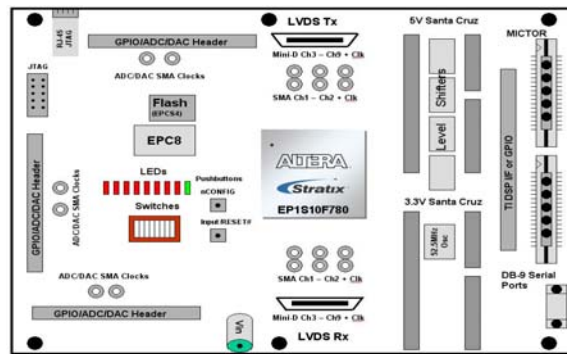 RJ-45
JTAG
GPIO/ADC/DAC Header
ADC/DAC SMA Clocks
JTAG
Flash
(EPCS4)
EPC8
LEDs
Pushbuttons
nCONFIG
Switches
Input/RESET#
GPIO/ADC/DAC Header
ADC/DAC SMA Clocks
ADC/DAC SMA Clocks
GPIO/ADC/DAC Header
Vin
LVDS Tx
Mini-D Ch3 – Ch9 + Clk
SMA Ch1 – Ch2 + Clk
ALTERA
Stratix
EP1S10F780
SMA Ch1 – Ch2 + Clk
Mini-D Ch3 – Ch9 + Clk
LVDS Rx
5V Santa Cruz
Level Shifters
3.3V Santa Cruz
52.5MHz
Osc
MICTOR
TI DSP I/F or GPIO
DB-9 Serial
Ports